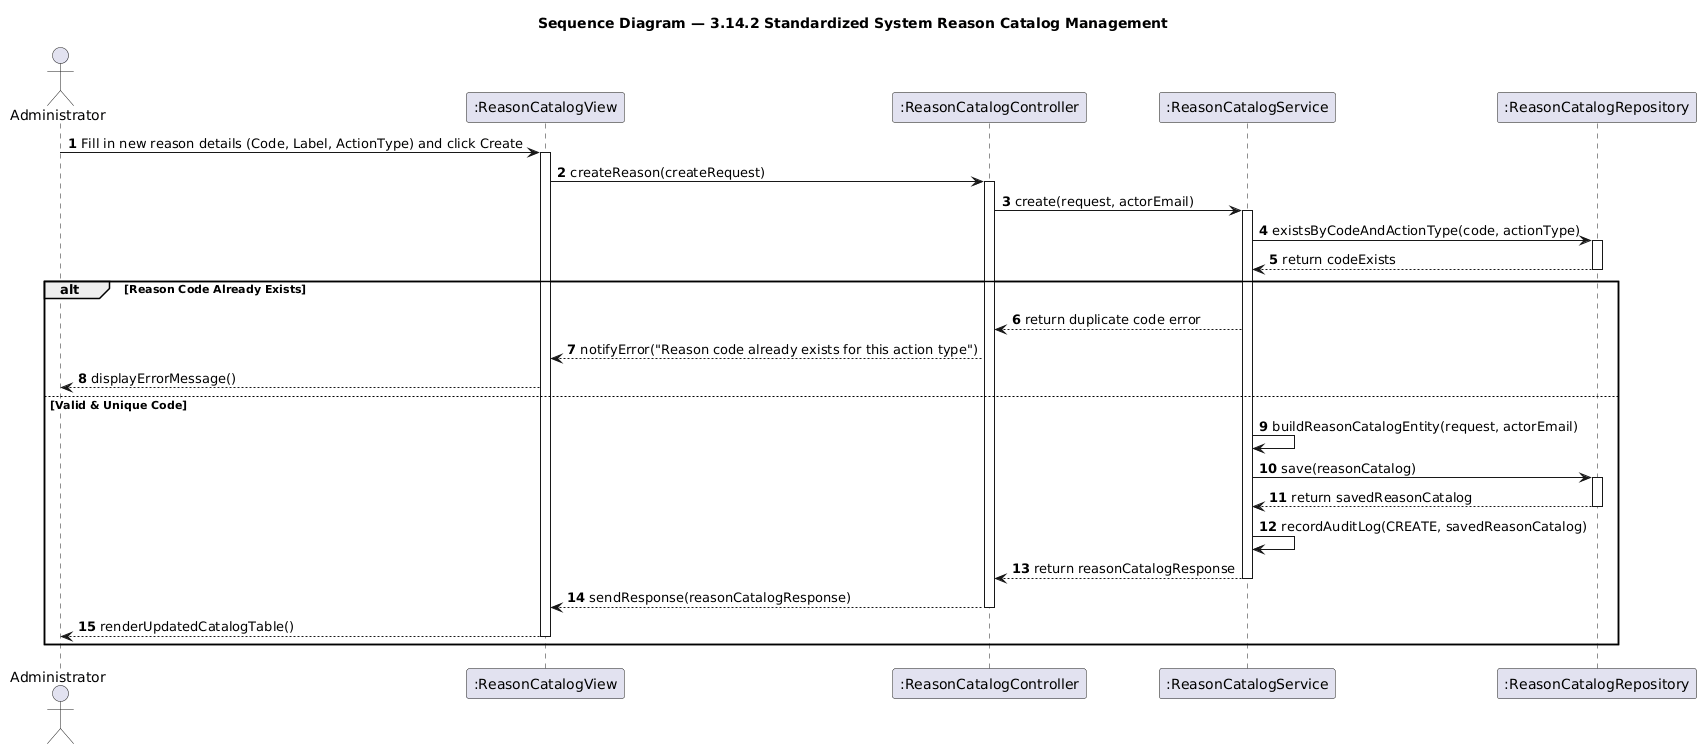 Sequence Diagram — 3.14.2 Standardized System Reason Catalog Management
Administrator
:ReasonCatalogView
:ReasonCatalogController
:ReasonCatalogService
:ReasonCatalogRepository
1 Fill in new reason details (Code, Label, ActionType) and click Create
2 createReason(createRequest)
3 create(request, actorEmail)
4 existsByCodeAndActionType(code, actionType)
5 return codeExists
alt [Reason Code Already Exists]
6 return duplicate code error
7 notifyError("Reason code already exists for this action type")
8 displayErrorMessage()
[Valid & Unique Code]
9 buildReasonCatalogEntity(request, actorEmail)
10 save(reasonCatalog)
11 return savedReasonCatalog
12 recordAuditLog(CREATE, savedReasonCatalog)
13 return reasonCatalogResponse
14 sendResponse(reasonCatalogResponse)
15 renderUpdatedCatalogTable()
Administrator
:ReasonCatalogView
:ReasonCatalogController
:ReasonCatalogService
:ReasonCatalogRepository